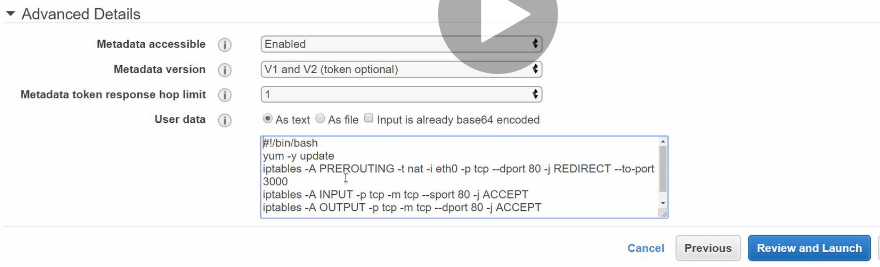 Advanced Details
Metadata accessible
Enabled
Metadata version
V1 and V2 (token optional)
Metadata token response hop limit
1
User data
As text
As file
Input is already base64 encoded
#!/bin/bash
yum -y update
iptables -A PREROUTING -t nat -i eth0 -p tcp --dport 80 -j REDIRECT --to-port
3000
iptables -A INPUT -p tcp -m tcp --sport 80 -j ACCEPT
iptables -A OUTPUT -p tcp -m tcp --dport 80 -j ACCEPT
Cancel
Previous
Review and Launch